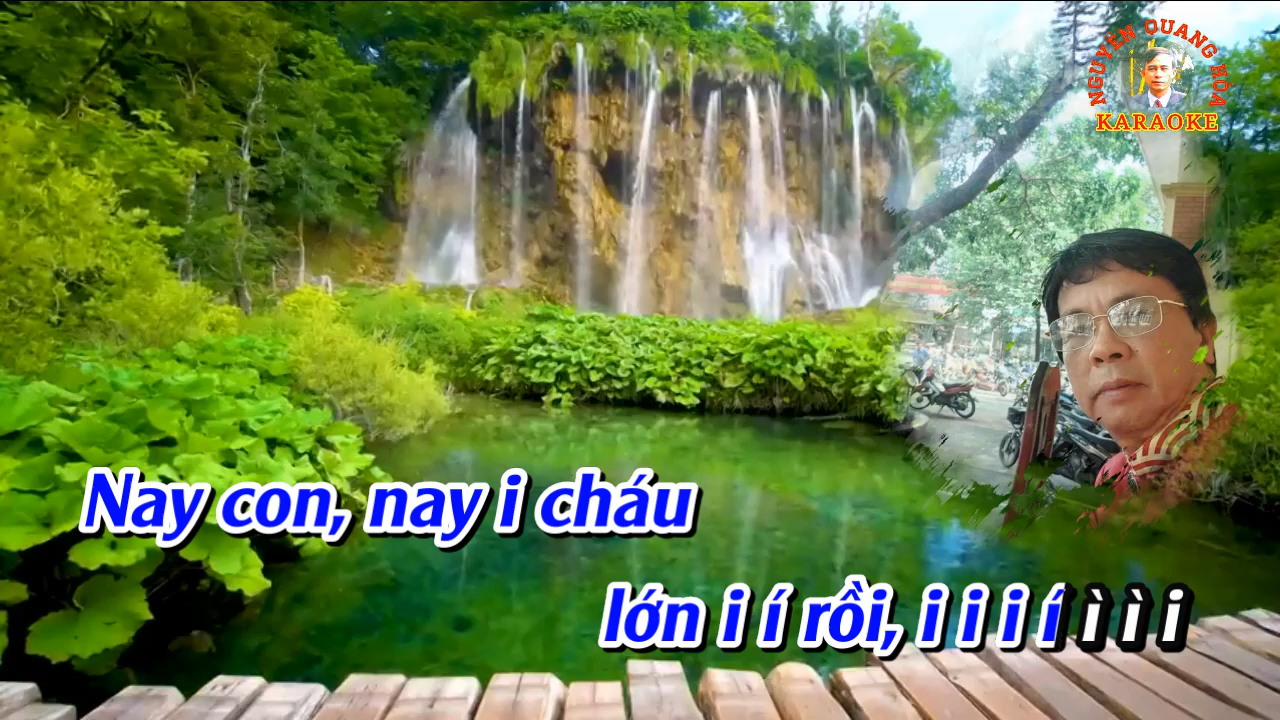 NGUYỄN QUANG HÒA
KARAOKE
Nay con, nay i cháu
lớn i í rồi, i i i í ì ì i